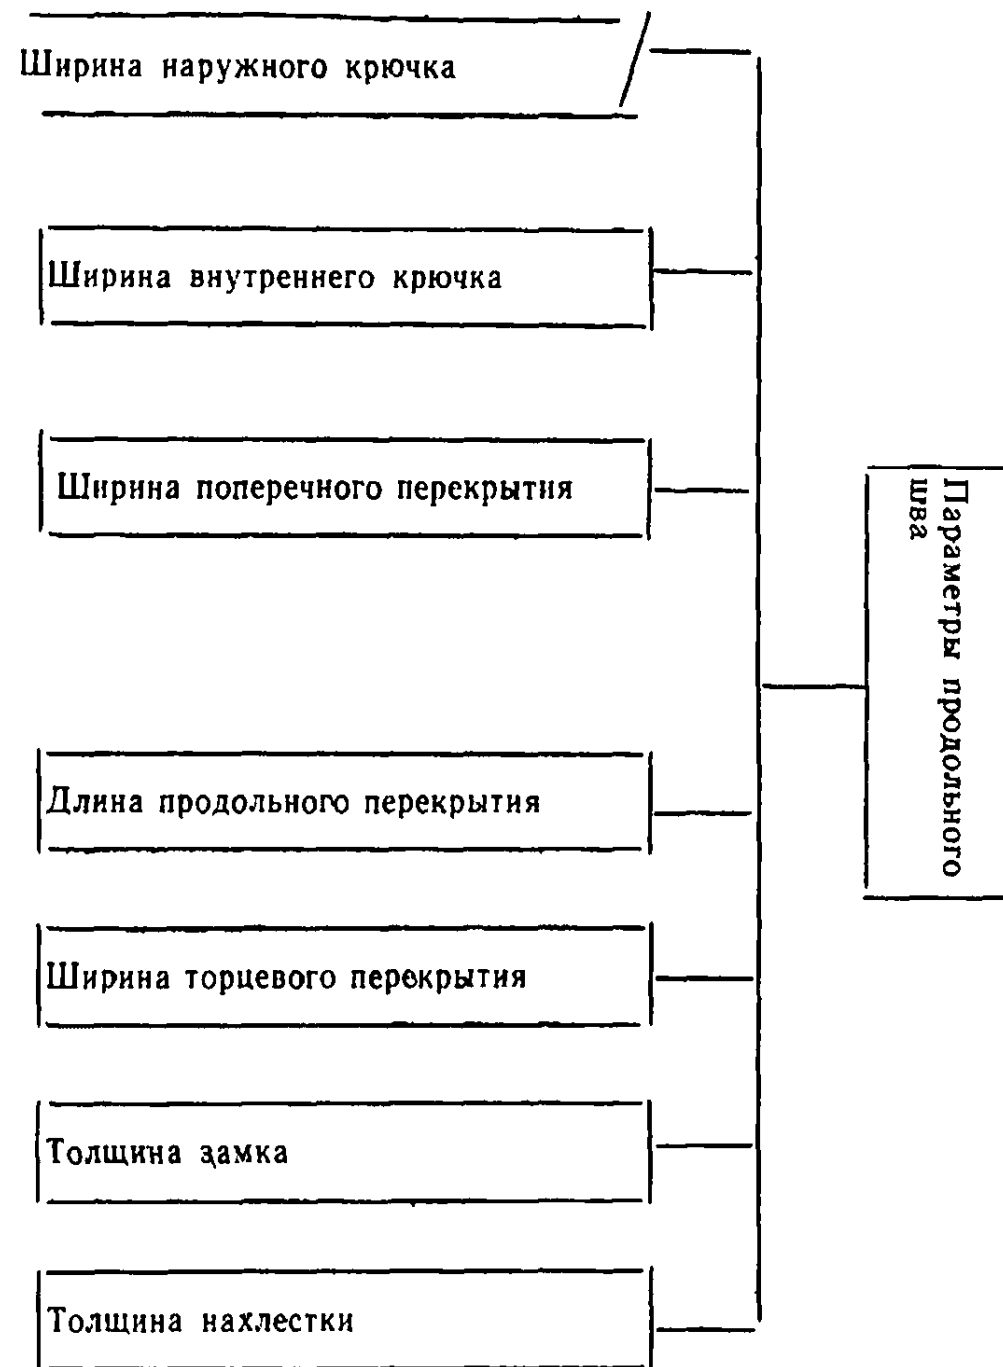 Ширина наружного крючка
Ширина внутреннего крючка
Ширина поперечного перекрытия
Длина продольного перекрытия
Ширина торцевого перекрытия
Толщина замка
Толщина нахлестки
Параметры продольного
шва